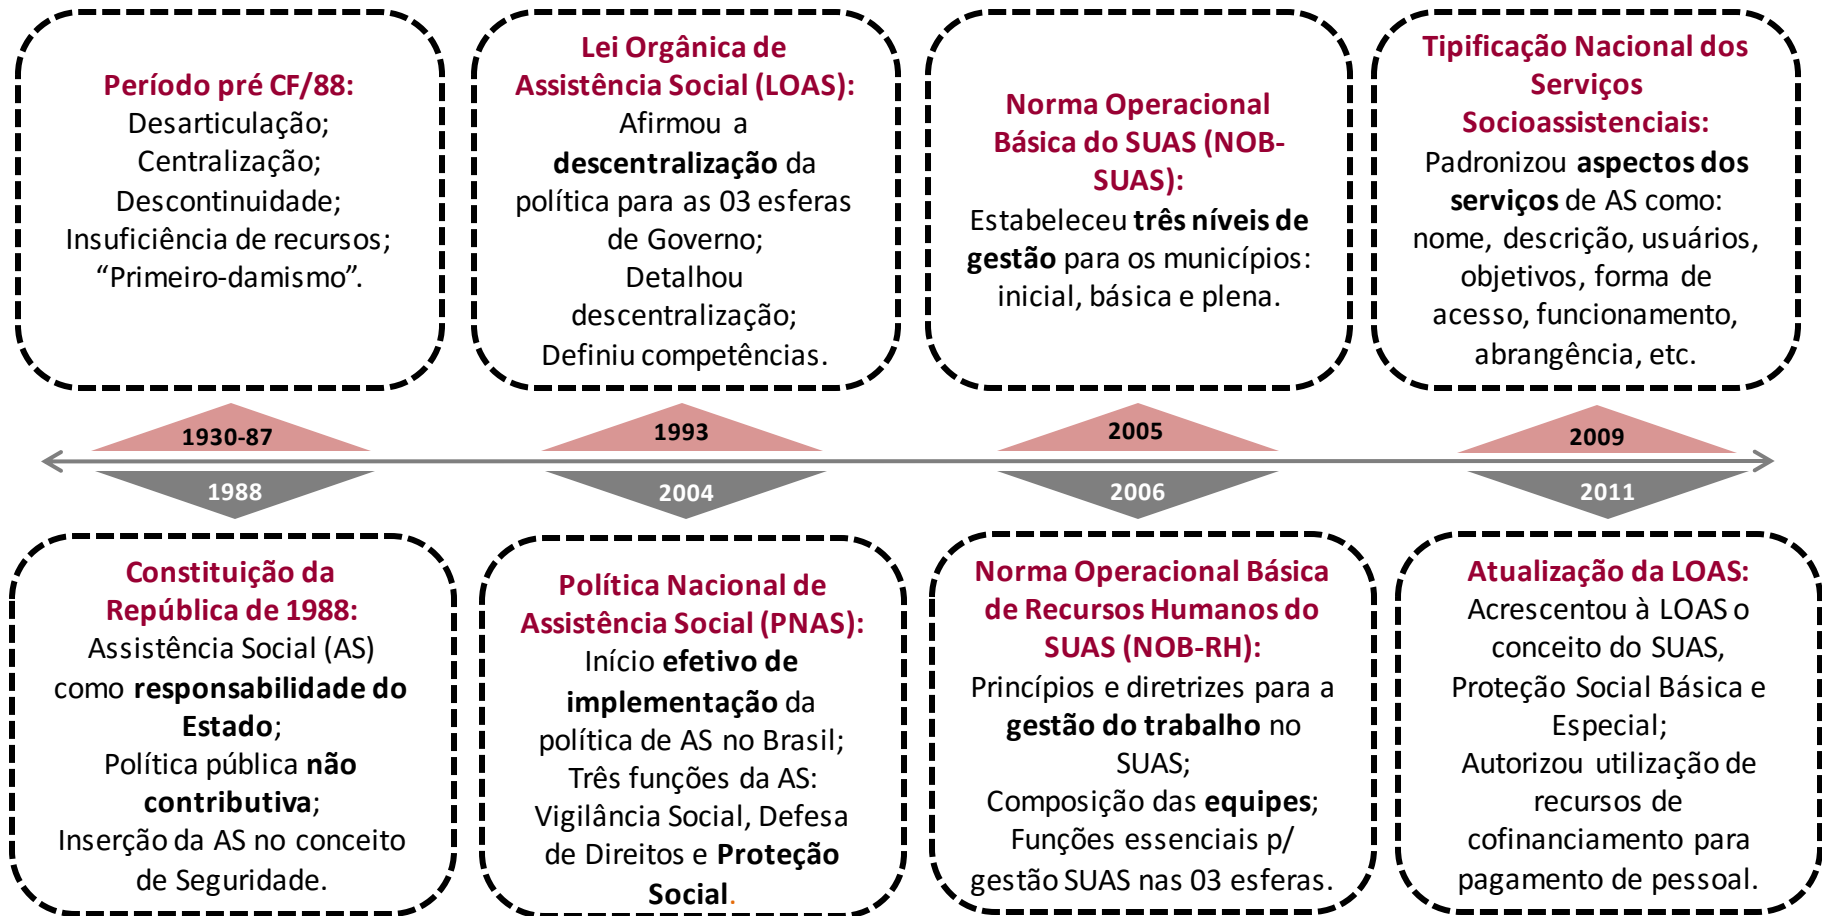 Período pré CF/88:
Desarticulação;
Centralização;
Descontinuidade;
Insuficiência de recursos;
“Primeiro-damismo”.
Lei Orgânica de
Assistência Social (LOAS):
Afirmou a
descentralização da
política para as 03 esferas
de Governo;
Detalhou
descentralização;
Definiu competências.
Norma Operacional
Básica do SUAS (NOB-
SUAS):
Estabeleceu três níveis de
gestão para os municípios:
inicial, básica e plena.
Tipificação Nacional dos
Serviços
Socioassistenciais:
Padronizou aspectos dos
serviços de AS como:
nome, descrição, usuários,
objetivos, forma de
acesso, funcionamento,
abrangência, etc.
1930-87
1993
2005
2009
1988
2004
2006
2011
Constituição da
República de 1988:
Assistência Social (AS)
como responsabilidade do
Estado;
Política pública não
contributiva;
Inserção da AS no conceito
de Seguridade.
Política Nacional de
Assistência Social (PNAS):
Início efetivo de
implementação da
política de AS no Brasil;
Três funções da AS:
Vigilância Social, Defesa
de Direitos e Proteção
Social.
Norma Operacional Básica
de Recursos Humanos do
SUAS (NOB-RH):
Princípios e diretrizes para a
gestão do trabalho no
SUAS;
Composição das equipes;
Funções essenciais p/
gestão SUAS nas 03 esferas.
Atualização da LOAS:
Acrescentou à LOAS o
conceito do SUAS,
Proteção Social Básica e
Especial;
Autorizou utilização de
recursos de
cofinanciamento para
pagamento de pessoal.